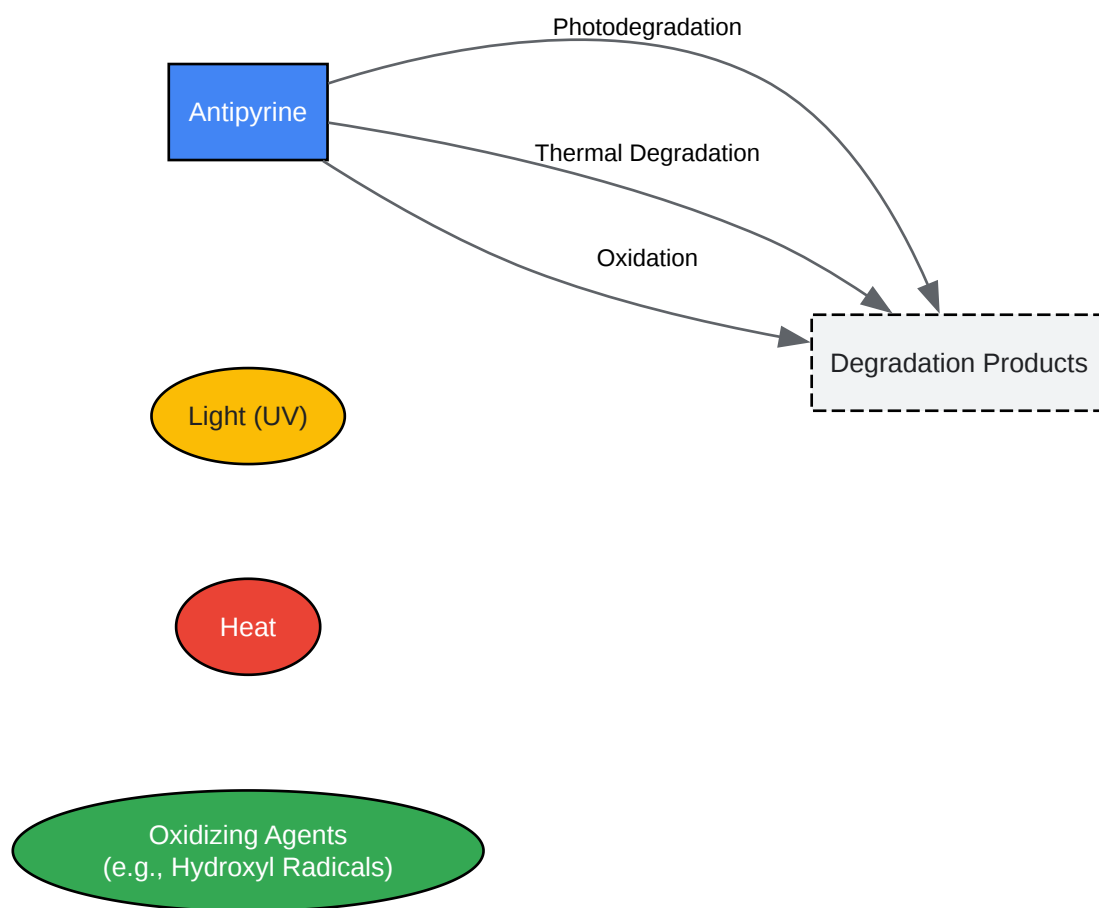 Photodegradation
Antipyrine
Thermal Degradation
Oxidation
Degradation Products
Light (UV)
Heat
Oxidizing Agents
(e.g., Hydroxyl Radicals)